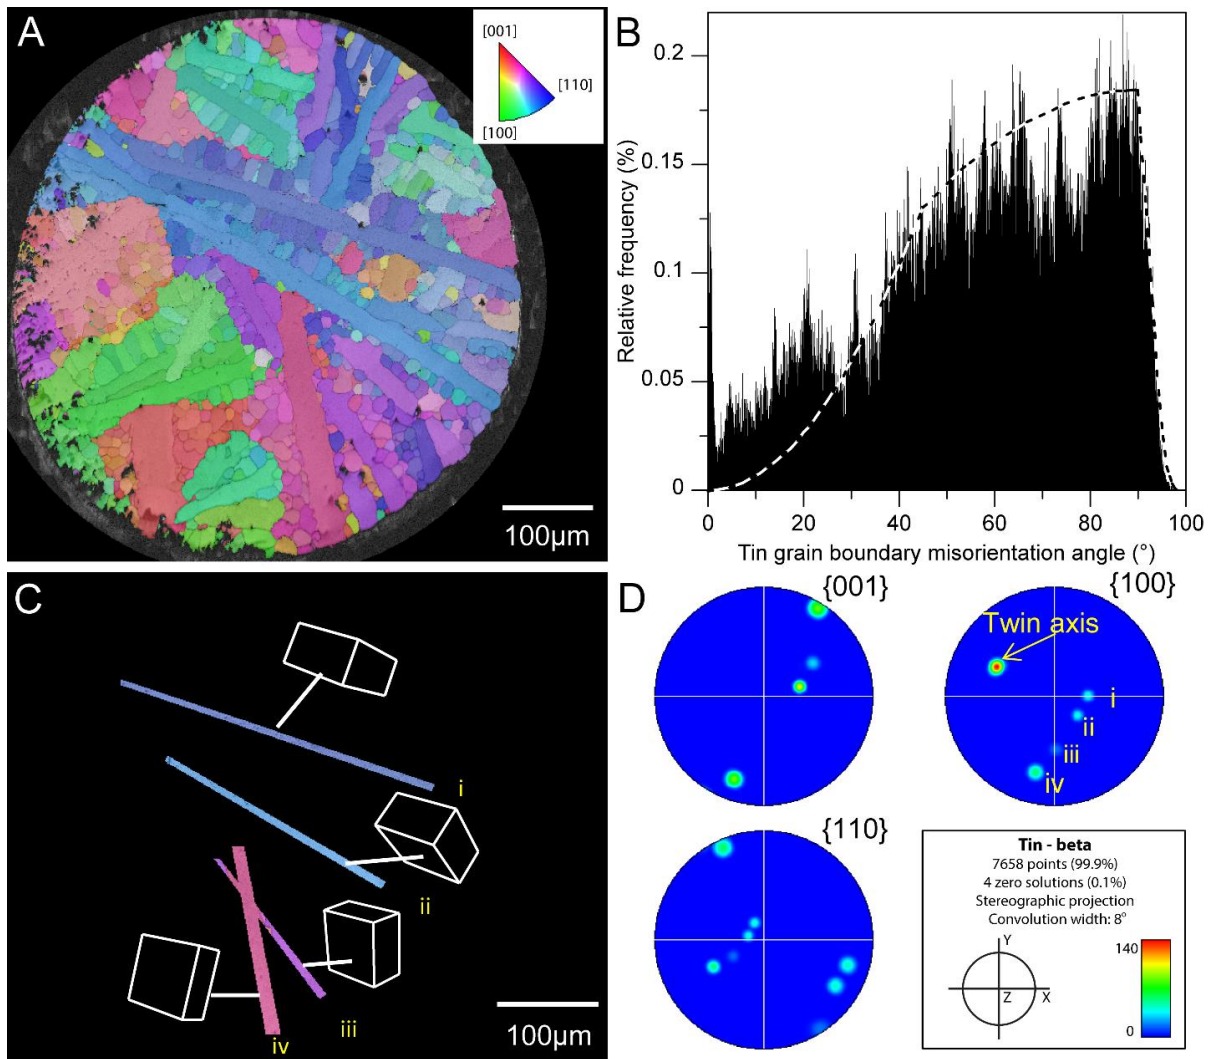 A
[001]
[110]
[100]
100μm
B
Relative frequency (%)
0.2
0.15
0.1
0.05
0
0 20 40 60 80 100
Tin grain boundary misorientation angle (°)
C
i
ii
iii
iv
100μm
D
{001}
{100}
Twin axis
i
ii
iii
iv
{110}
Tin - beta
7658 points (99.9%)
4 zero solutions (0.1%)
Stereographic projection
Convolution width: 8°
Y
Z X
140
0